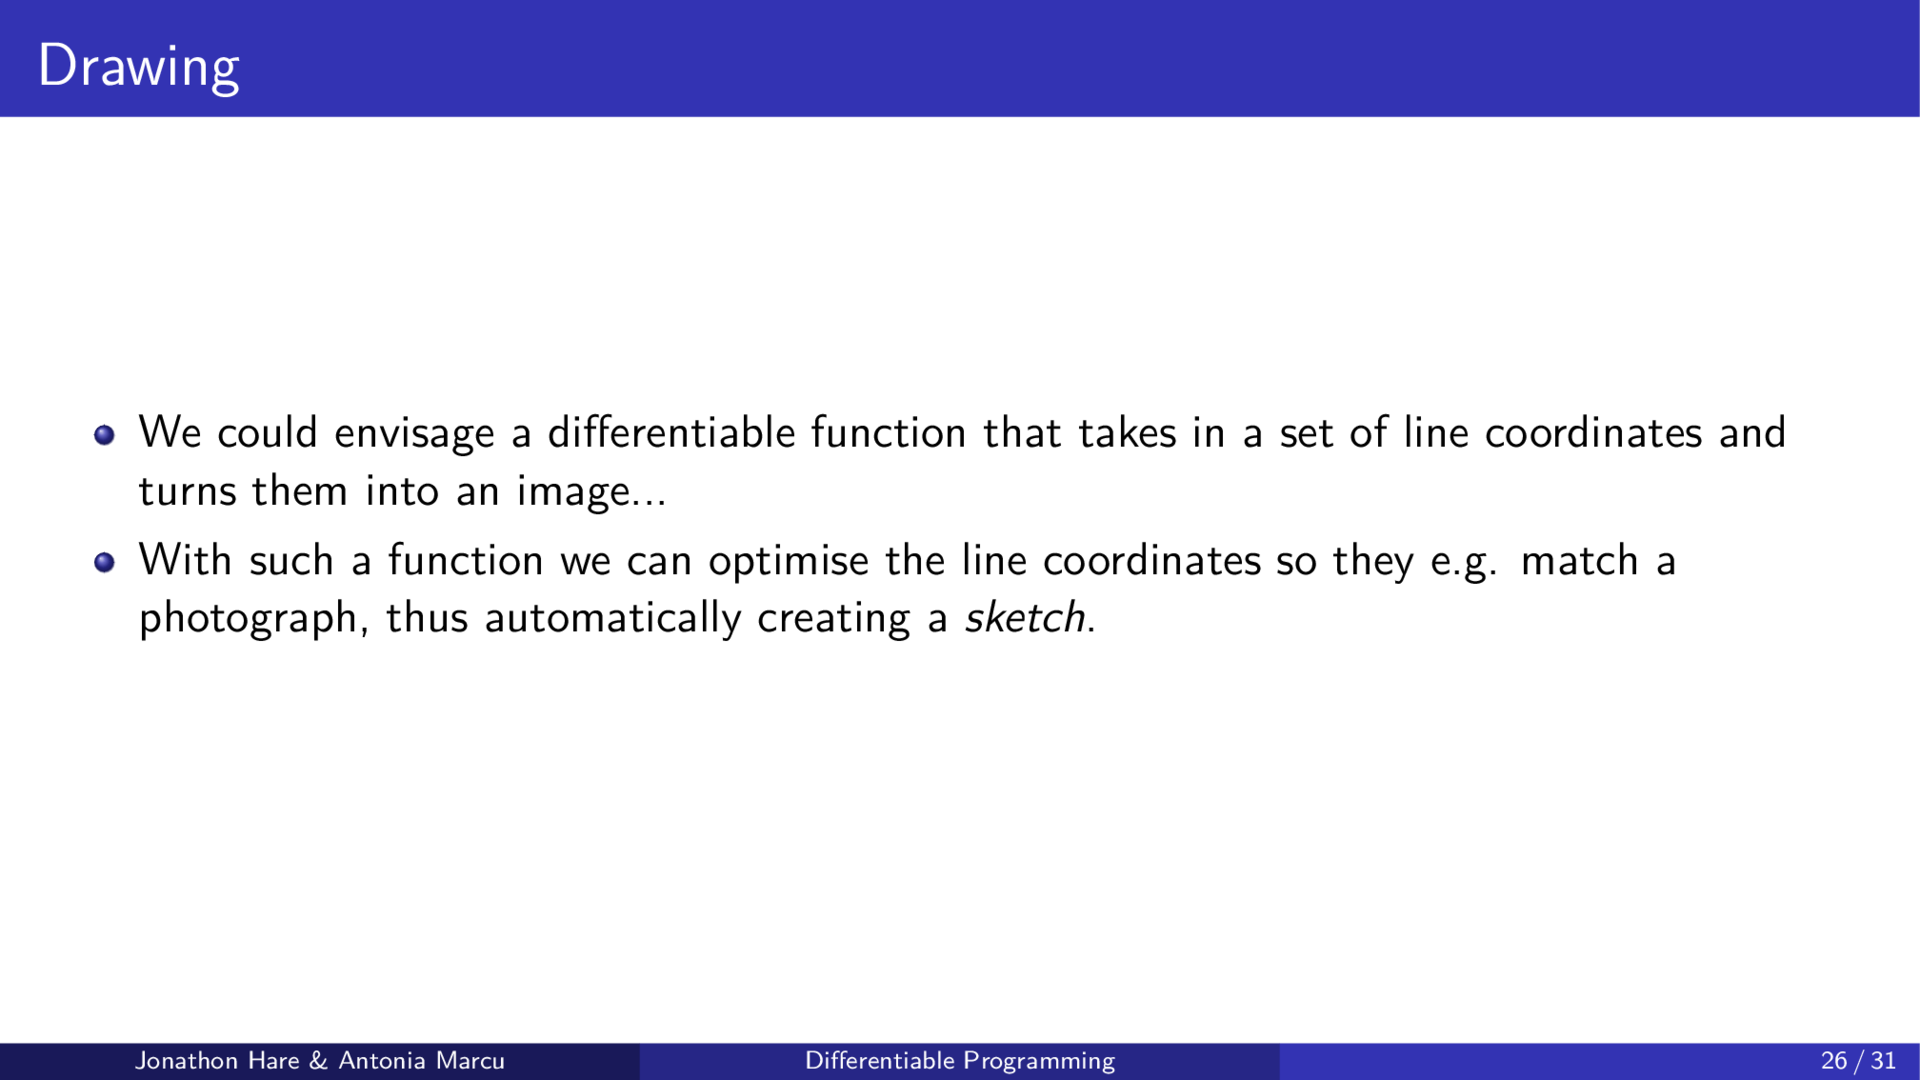 Drawing
We could envisage a differentiable function that takes in a set of line coordinates and
turns them into an image...
With such a function we can optimise the line coordinates so they e.g. match a
photograph, thus automatically creating a sketch.
Jonathon Hare & Antonia Marcu
Differentiable Programming
26 / 31